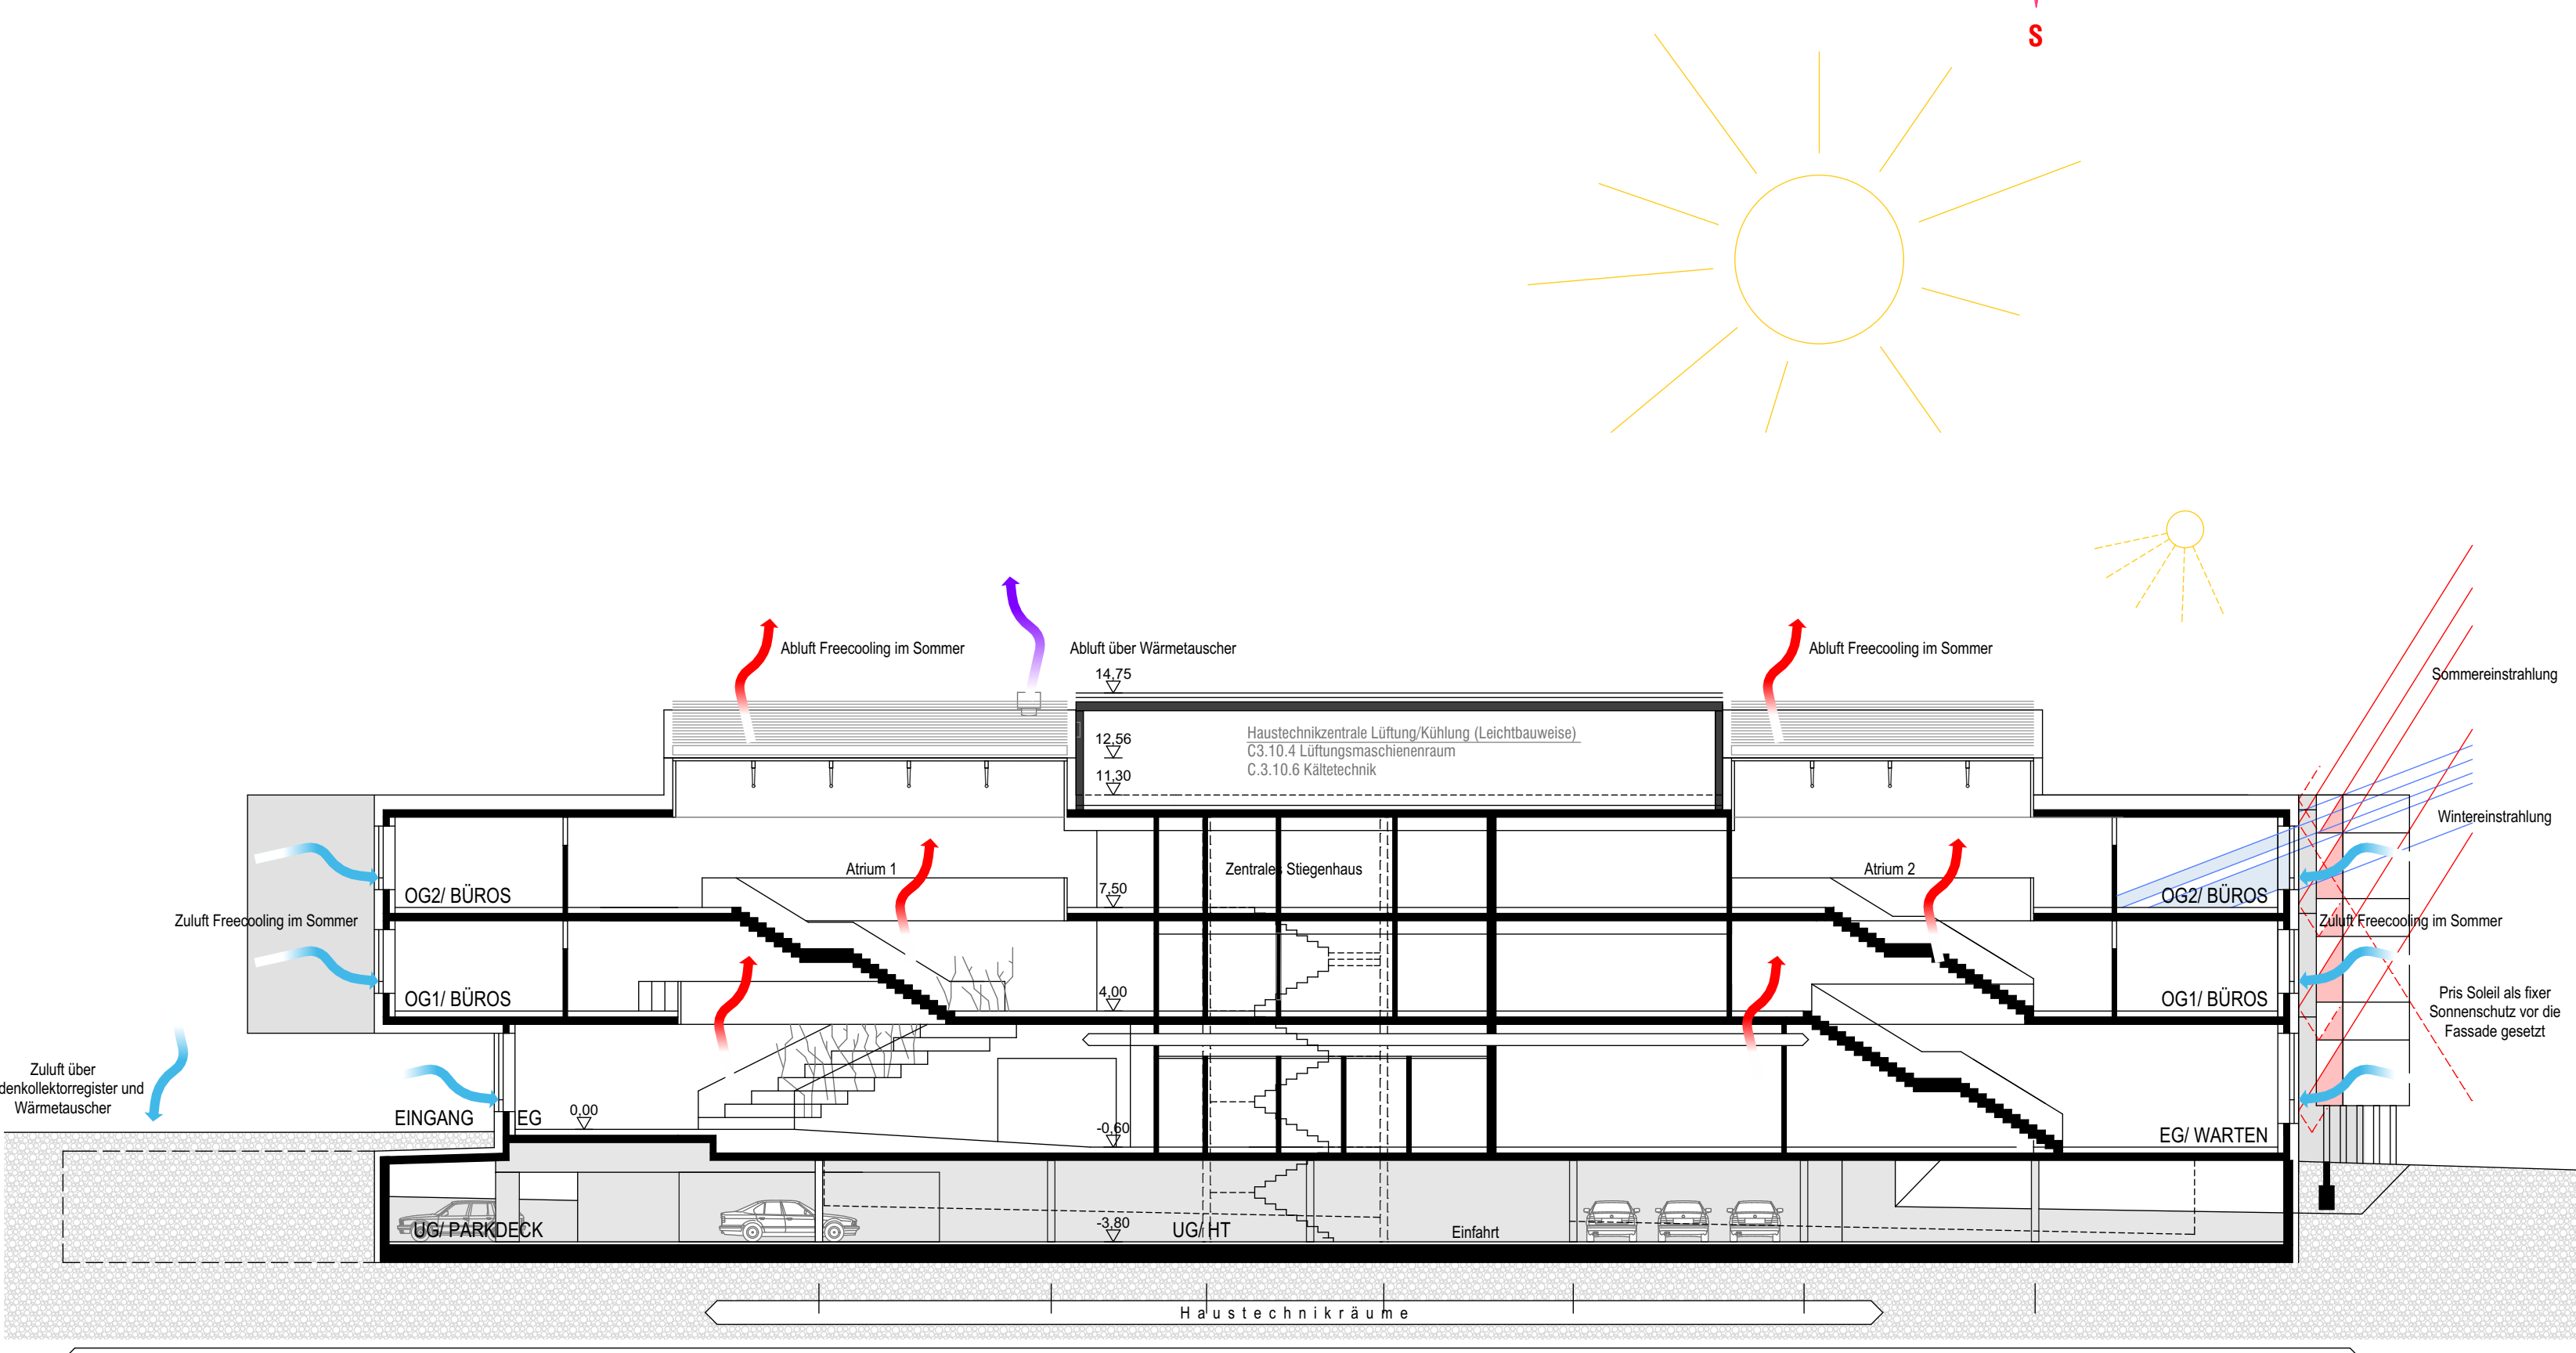 S
Abluft Freecooling im Sommer
Abluft über Wärmetauscher
Abluft Freecooling im Sommer
14,75
Sommereinstrahlung
Haustechnikzentrale Lüftung/Kühlung (Leichtbauweise)
C3.10.4 Lüftungsmaschienenraum
C.3.10.6 Kältetechnik
12,56
11,30
Wintereinstrahlung
Atrium 1
Zentrales Stiegenhaus
Atrium 2
OG2/ BÜROS
7,50
OG2/ BÜROS
Zuluft Freecooling im Sommer
Zuluft Freecooling im Sommer
OG1/ BÜROS
4,00
OG1/ BÜROS
Pris Soleil als fixer
Sonnenschutz vor die
Fassade gesetzt
Zuluft über
denkollektorregister und
Wärmetauscher
EINGANG
EG
0,00
-0,60
EG/ WARTEN
UG/ PARKDECK
-3,80
UG/ HT
Einfahrt
Haustechnikräume